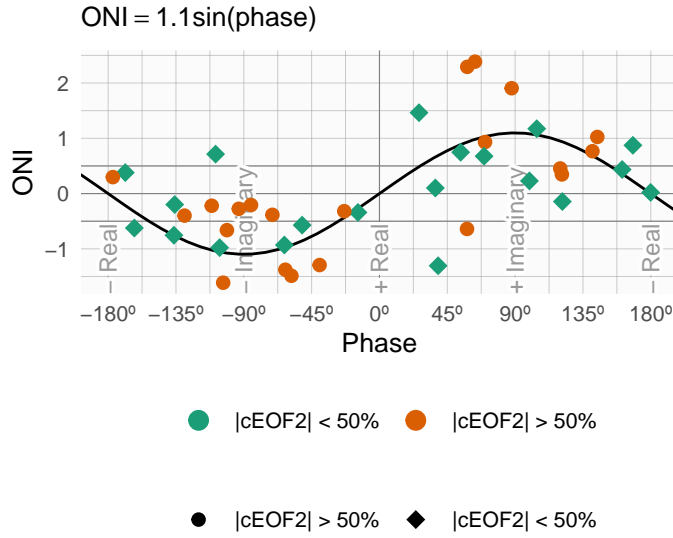 ONI = 1.1sin(phase)
ONI
2
1
0
−1
− Real
− Imaginary
+ Real
+ Imaginary
− Real
−180º
−135º
−90º
−45º
0º
45º
90º
135º
180º
Phase
|cEOF2| < 50%
|cEOF2| > 50%
|cEOF2| > 50%
|cEOF2| < 50%